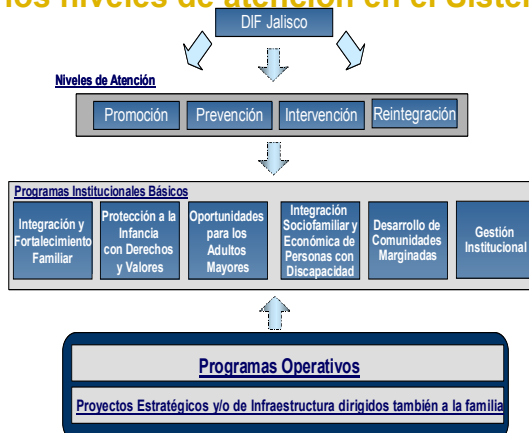 los niveles de atención en el Siste
DIF Jalisco
Niveles de Atención
Promoción
Prevención
Intervención
Reintegración
Programas Institucionales Básicos
Integración y
Fortalecimiento
Familiar
Protección a la
Infancia
con Derechos
y Valores
Oportunidades
para los
Adultos
Mayores
Integración
Sociofamiliar y
Económica de
Personas con
Discapacidad
Desarrollo de
Comunidades
Marginadas
Gestión
Institucional
Programas Operativos
Proyectos Estratégicos y/o de Infraestructura dirigidos también a la familia